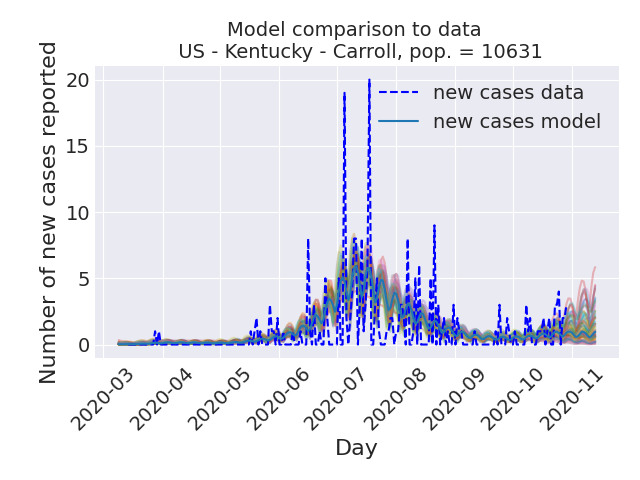 Model comparison to data
US - Kentucky - Carroll, pop. = 10631
Number of new cases reported
20
15
10
5
0
new cases data
new cases model
2020-03
2020-04
2020-05
2020-06
2020-07
2020-08
2020-09
2020-10
2020-11
Day